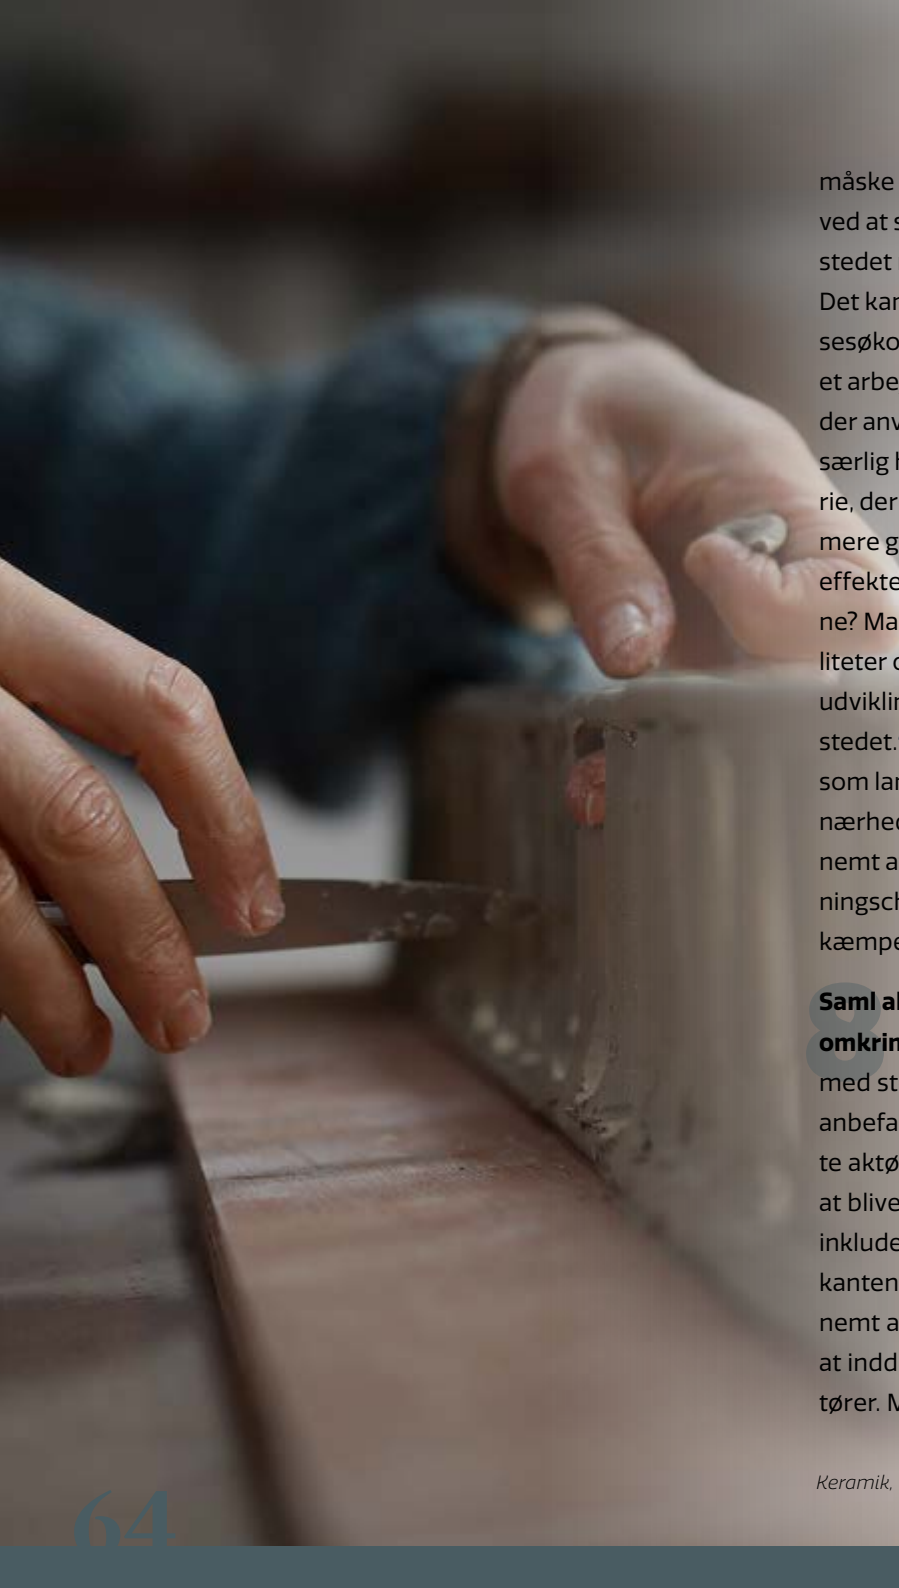 måske
ved at s
stedet
Det kan
sesøko
et arbe
der anv
særlig h
rie, der
mere g
effekte
ne? Ma
liteter
udviklin
stedet.
som lan
nærhed
nemt a
ningsch
kæmpe
8
Saml al
omkrin
med st
anbefa
te aktø
at blive
inklude
kanten
nemt a
at indd
tører. M
Keramik,
64